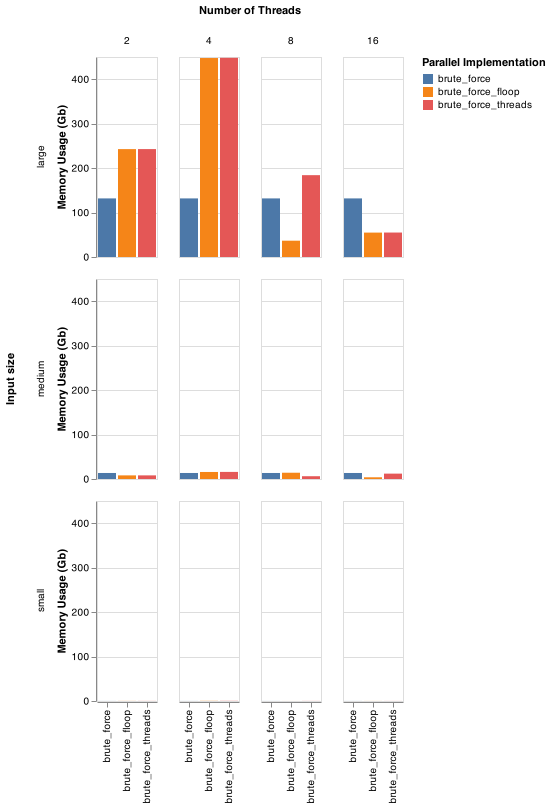 Number of Threads
2 4 8 16
Parallel Implementation
brute_force
brute_force_floop
brute_force_threads
Input size
large
Memory Usage (Gb)
400
300
200
100
0
medium
Memory Usage (Gb)
400
300
200
100
0
small
Memory Usage (Gb)
400
300
200
100
0
brute_force
brute_force_floop
brute_force_threads
brute_force
brute_force_floop
brute_force_threads
brute_force
brute_force_floop
brute_force_threads
brute_force
brute_force_floop
brute_force_threads